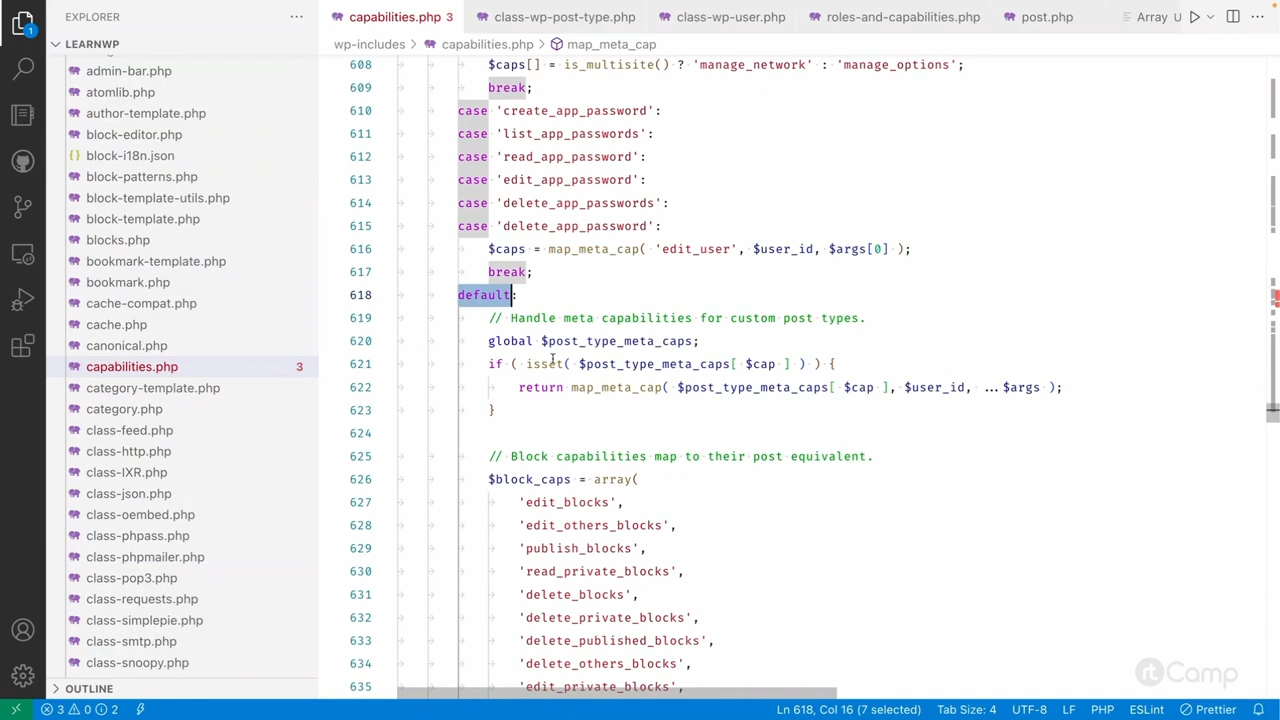 EXPLORER
LEARNWP
admin-bar.php
atomlib.php
author-template.php
block-editor.php
block-i18n.json
block-patterns.php
block-template-utils.php
block-template.php
blocks.php
bookmark-template.php
bookmark.php
cache-compat.php
cache.php
canonical.php
capabilities.php 3
category-template.php
category.php
class-feed.php
class-http.php
class-IXR.php
class-json.php
class-oembed.php
class-phpass.php
class-phpmailer.php
class-pop3.php
class-requests.php
class-simplepie.php
class-smtp.php
class-snoopy.php
OUTLINE
capabilities.php 3 class-wp-post-type.php class-wp-user.php roles-and-capabilities.php post.php Array U
wp-includes > capabilities.php > map_meta_cap
608 $caps[] = is_multisite() ? 'manage_network' : 'manage_options';
609 break;
610 case 'create_app_password':
611 case 'list_app_passwords':
612 case 'read_app_password':
613 case 'edit_app_password':
614 case 'delete_app_passwords':
615 case 'delete_app_password':
616 $caps = map_meta_cap( 'edit_user', $user_id, $args[0] );
617 break;
618 default:
619 // Handle meta capabilities for custom post types.
620 global $post_type_meta_caps;
621 if ( isset( $post_type_meta_caps[ $cap ] ) ) {
622 return map_meta_cap( $post_type_meta_caps[ $cap ], $user_id, ...$args );
623 }
624
625 // Block capabilities map to their post equivalent.
626 $block_caps = array(
627 'edit_blocks',
628 'edit_others_blocks',
629 'publish_blocks',
630 'read_private_blocks',
631 'delete_blocks',
632 'delete_private_blocks',
633 'delete_published_blocks',
634 'delete_others_blocks',
635 'edit_private_blocks',
rtCamp
1
3 0 2 Ln 618, Col 16 (7 selected) Tab Size: 4 UTF-8 LF PHP ESLint Prettier